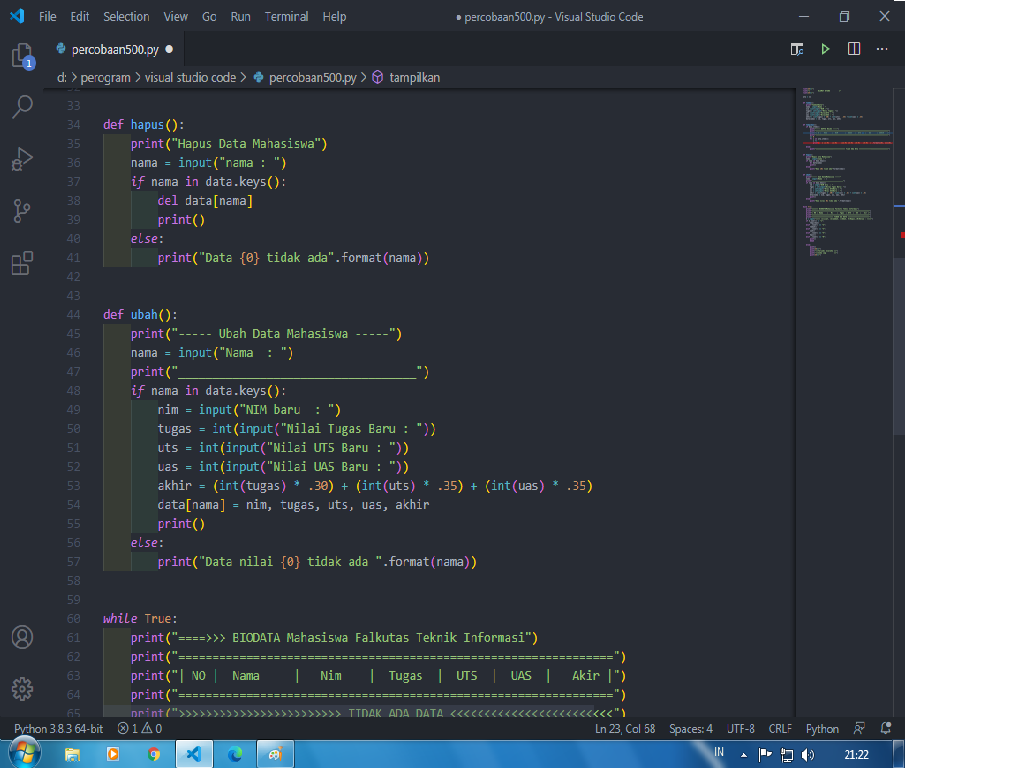 File Edit Selection View Go Run Terminal Help ● percobaan500.py - Visual Studio Code
percobaan500.py ●
d: > perogram > visual studio code > percobaan500.py > tampilkan
1
33
34 def hapus():
35 print("Hapus Data Mahasiswa")
36 nama = input("nama : ")
37 if nama in data.keys():
38 del data[nama]
39 print()
40 else:
41 print("Data {0} tidak ada".format(nama))
42
43
44 def ubah():
45 print("----- Ubah Data Mahasiswa -----")
46 nama = input("Nama  : ")
47 print("___________________________________")
48 if nama in data.keys():
49 nim = input("NIM baru  : ")
50 tugas = int(input("Nilai Tugas Baru : "))
51 uts = int(input("Nilai UTS Baru : "))
52 uas = int(input("Nilai UAS Baru : "))
53 akhir = (int(tugas) * .30) + (int(uts) * .35) + (int(uas) * .35)
54 data[nama] = nim, tugas, uts, uas, akhir
55 print()
56 else:
57 print("Data nilai {0} tidak ada ".format(nama))
58
59
60 while True:
61 print("====>>> BIODATA Mahasiswa Falkutas Teknik Informasi")
62 print("================================================================")
63 print("| NO |  Nama     |   Nim    |  Tugas  |  UTS  |  UAS  |   Akir |")
64 print("================================================================")
65 print(">>>>>>>>>>>>>>>>>>>>>>>> TIDAK ADA DATA <<<<<<<<<<<<<<<<<<<<<<<<")
Python 3.8.3 64-bit 1 0 Ln 23, Col 58 Spaces: 4 UTF-8 CRLF Python
IN 21:22